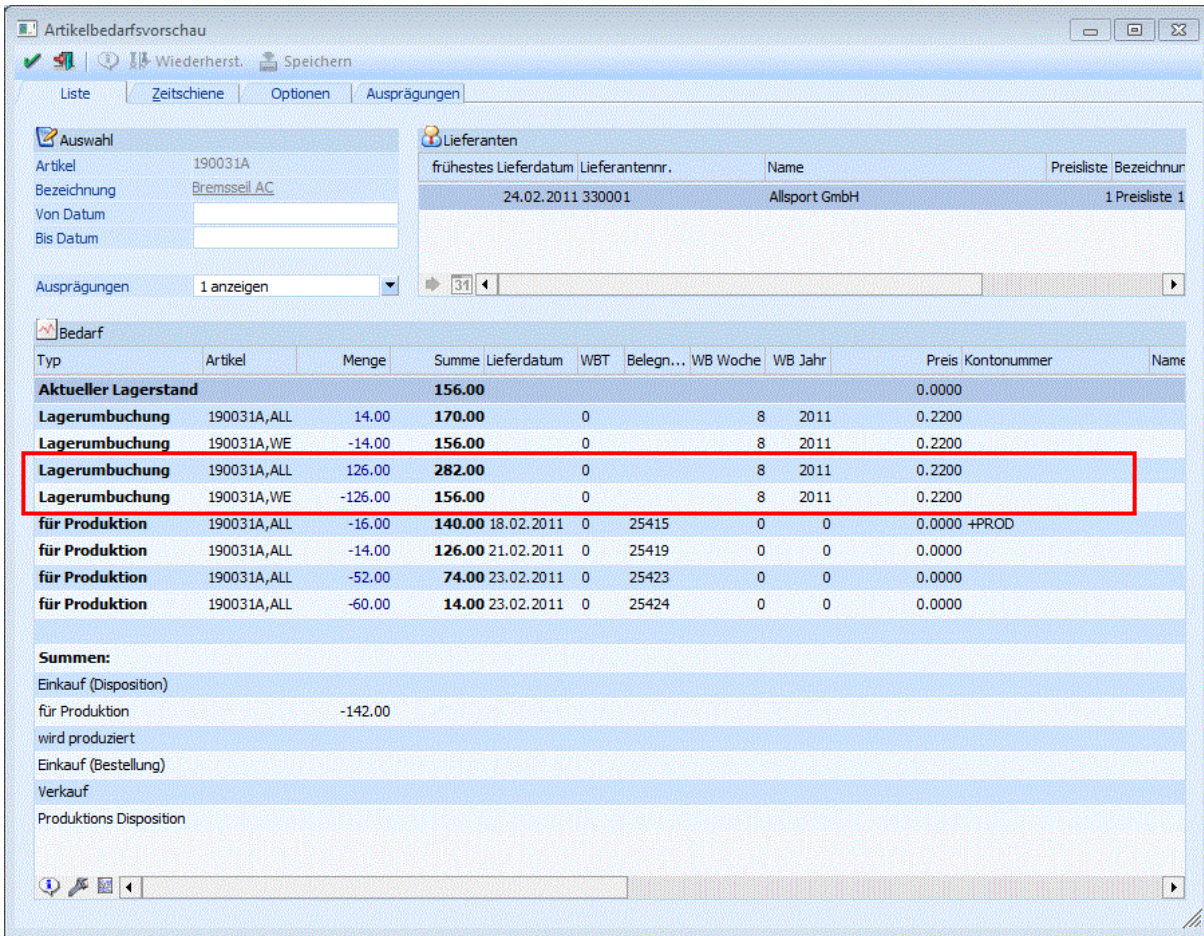 Artikelbedarfsvorschau
Wiederherst. Speichern
Liste Zeitschiene Optionen Ausprägungen
Auswahl
Artikel 190031A
Bezeichnung Bremsseil AC
Von Datum
Bis Datum
Ausprägungen 1 anzeigen
Lieferanten
frühestes Lieferdatum Lieferantennr. Name Preisliste Bezeichnun
24.02.2011 330001 Allsport GmbH 1 Preisliste 1
31
Bedarf
Typ Artikel Menge Summe Lieferdatum WBT Belegn... WB Woche WB Jahr Preis Kontonummer Name
Aktueller Lagerstand 156.00 0.0000
Lagerumbuchung 190031A,ALL 14.00 170.00 0 8 2011 0.2200
Lagerumbuchung 190031A,WE -14.00 156.00 0 8 2011 0.2200
Lagerumbuchung 190031A,ALL 126.00 282.00 0 8 2011 0.2200
Lagerumbuchung 190031A,WE -126.00 156.00 0 8 2011 0.2200
für Produktion 190031A,ALL -16.00 140.00 18.02.2011 0 25415 0 0 0.0000 +PROD
für Produktion 190031A,ALL -14.00 126.00 21.02.2011 0 25419 0 0 0.0000
für Produktion 190031A,ALL -52.00 74.00 23.02.2011 0 25423 0 0 0.0000
für Produktion 190031A,ALL -60.00 14.00 23.02.2011 0 25424 0 0 0.0000
Summen:
Einkauf (Disposition)
für Produktion -142.00
wird produziert
Einkauf (Bestellung)
Verkauf
Produktions Disposition